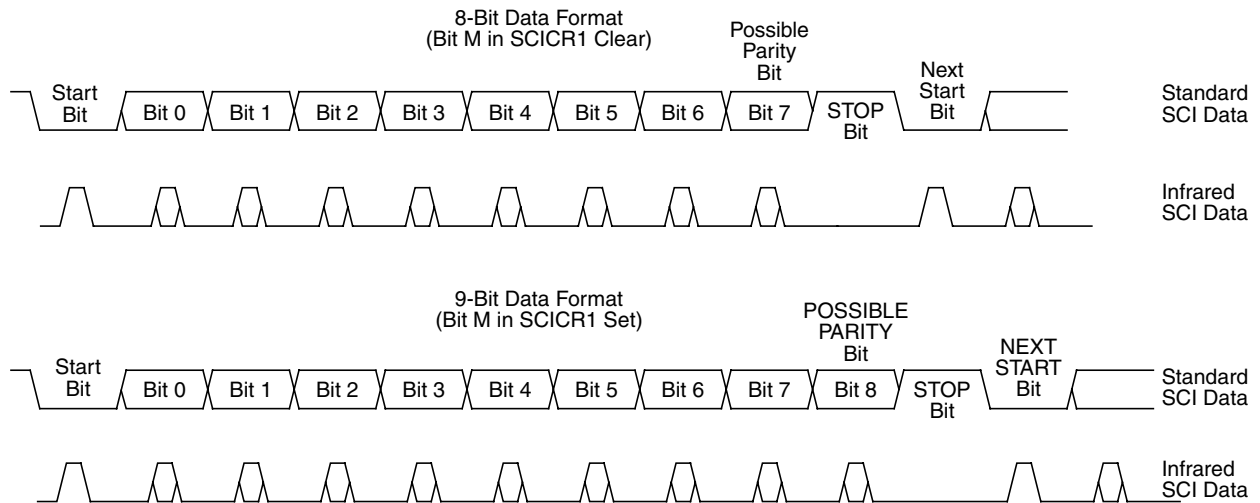 8-Bit Data Format
(Bit M in SCICR1 Clear)
Possible
Parity
Bit
Next
Start
Bit
Start
Bit
Bit 0
Bit 1
Bit 2
Bit 3
Bit 4
Bit 5
Bit 6
Bit 7
STOP
Bit
Standard
SCI Data
Infrared
SCI Data
9-Bit Data Format
(Bit M in SCICR1 Set)
POSSIBLE
PARITY
Bit
NEXT
START
Bit
Start
Bit
Bit 0
Bit 1
Bit 2
Bit 3
Bit 4
Bit 5
Bit 6
Bit 7
Bit 8
STOP
Bit
Standard
SCI Data
Infrared
SCI Data